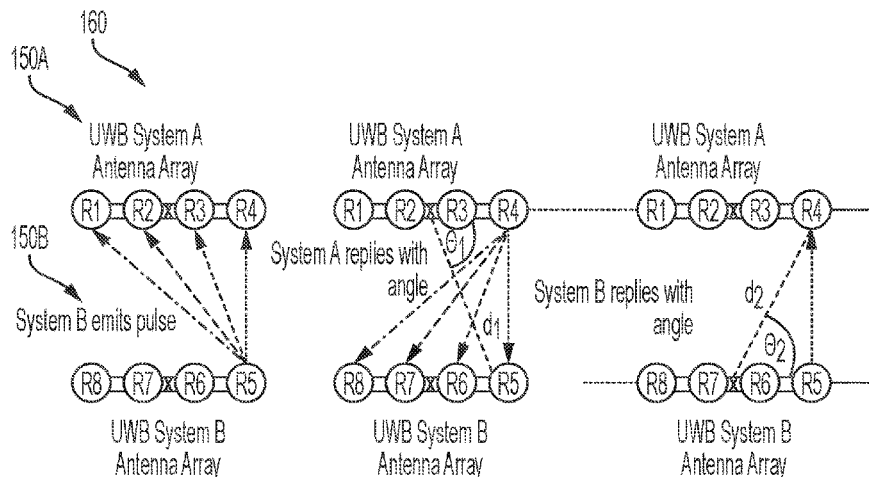 160
150A
UWB System A
Antenna Array
R1 R2 X R3 R4
150B
System B emits pulse
R8 R7 X R6 R5
UWB System B
Antenna Array
UWB System A
Antenna Array
R1 R2 X R3 R4
Θ1
System A replies with
angle
d1
R8 R7 X R6 R5
UWB System B
Antenna Array
UWB System A
Antenna Array
R1 R2 X R3 R4
System B replies with
angle
d2
Θ2
R8 R7 X R6 R5
UWB System B
Antenna Array